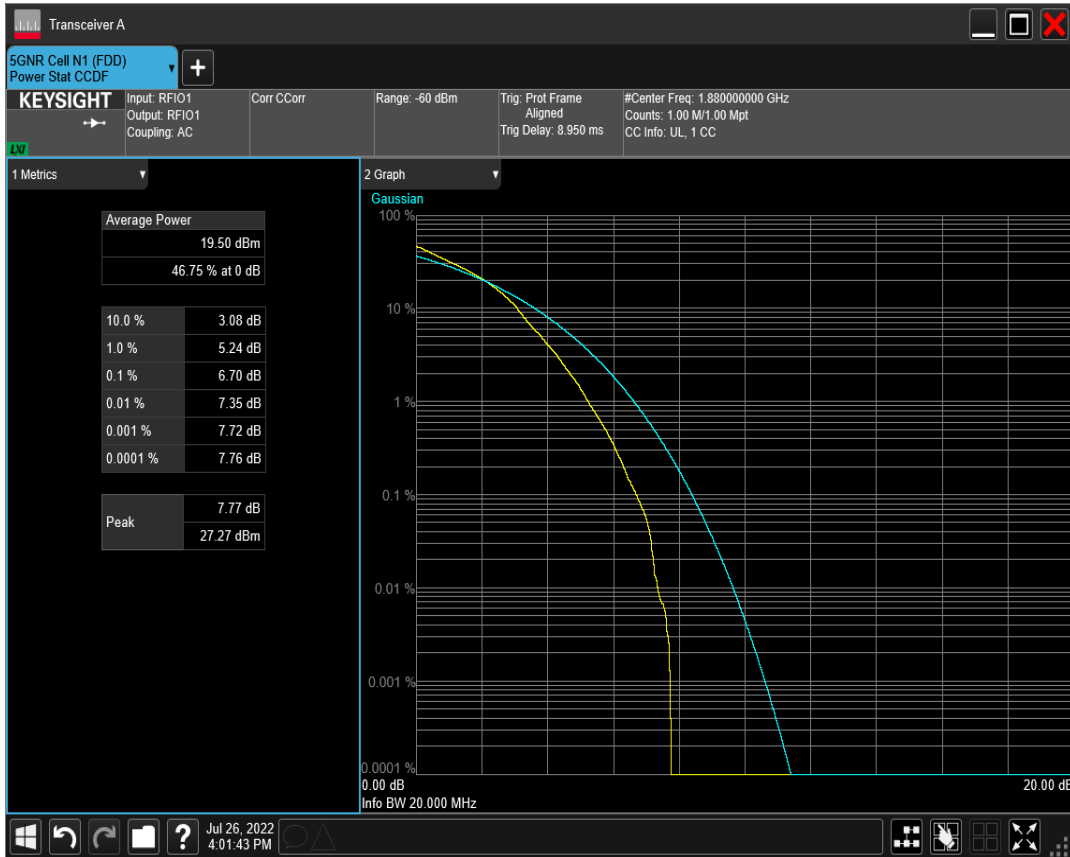 Transceiver A
5GNR Cell N1 (FDD)
Power Stat CCDF
+
KEYSIGHT
LXI
Input: RFIO1
Output: RFIO1
Coupling: AC
Corr CCorr
Range: -60 dBm
Trig: Prot Frame
Aligned
Trig Delay: 8.950 ms
#Center Freq: 1.880000000 GHz
Counts: 1.00 M/1.00 Mpt
CC Info: UL, 1 CC
1 Metrics
Average Power
19.50 dBm
46.75 % at 0 dB
10.0 % 3.08 dB
1.0 % 5.24 dB
0.1 % 6.70 dB
0.01 % 7.35 dB
0.001 % 7.72 dB
0.0001 % 7.76 dB
Peak 7.77 dB
27.27 dBm
2 Graph
Gaussian
100 %
10 %
1 %
0.1 %
0.01 %
0.001 %
0.0001 %
0.00 dB 20.00 dB
Info BW 20.000 MHz
?
Jul 26, 2022
4:01:43 PM